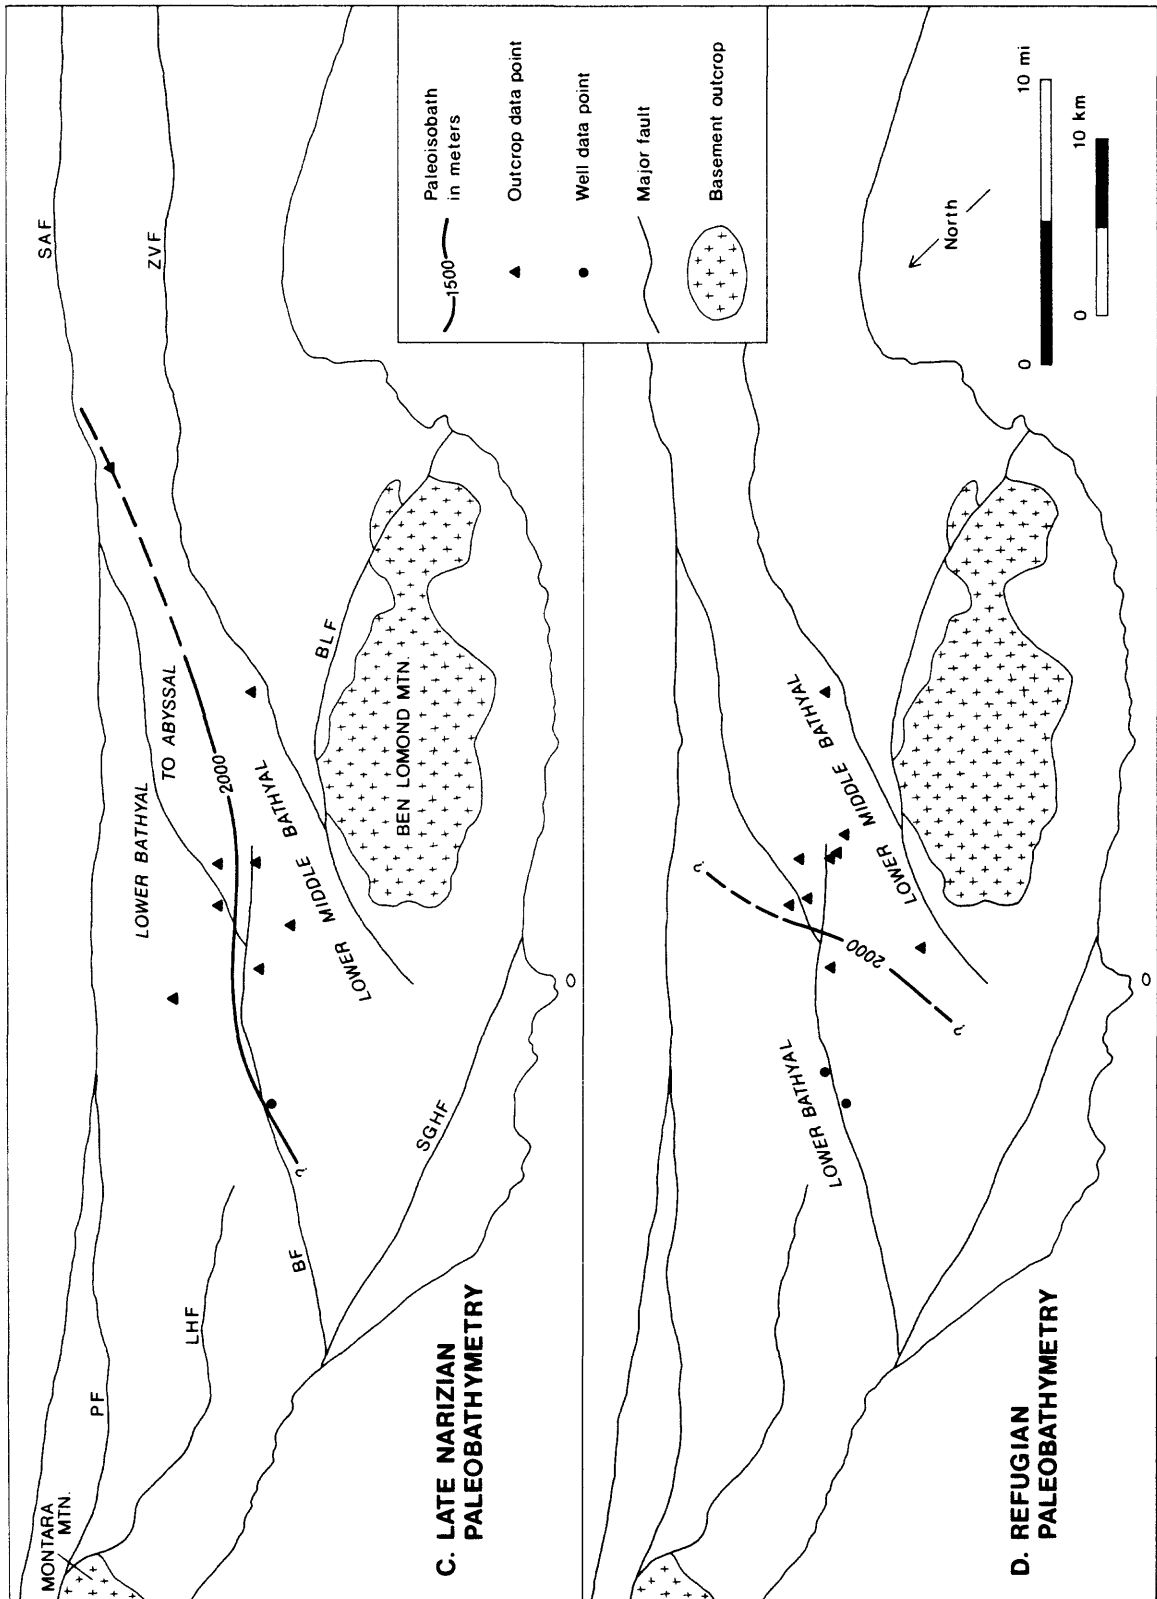 MONTARA
MTN.
PF
LHF
SAF
ZVF
LOWER BATHYAL
TO ABYSSAL
2000
?
LOWER MIDDLE BATHYAL
BF
SGHF
BLF
BEN LOMOND MTN.
C. LATE NARIZIAN
PALEOBATHYMETRY
1500
Paleoisobath
in meters
Outcrop data point
Well data point
Major fault
Basement outcrop
?
2000
?
LOWER BATHYAL
LOWER MIDDLE BATHYAL
D. REFUGIAN
PALEOBATHYMETRY
North
0 10 mi
0 10 km